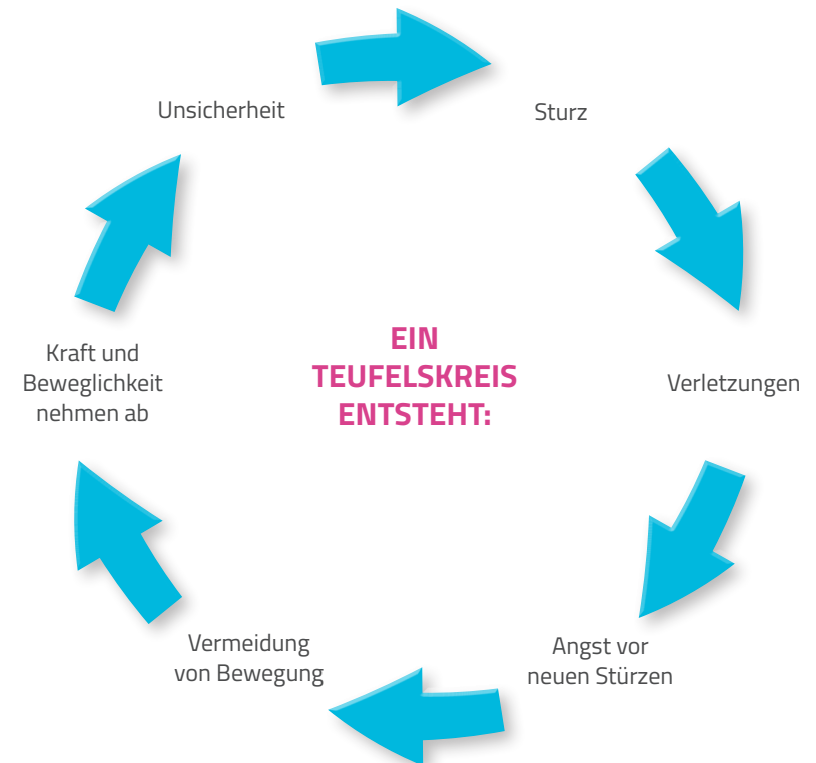 EIN
TEUFELSKREIS
ENTSTEHT:
Unsicherheit
Sturz
Verletzungen
Angst vor
neuen Stürzen
Vermeidung
von Bewegung
Kraft und
Beweglichkeit
nehmen ab